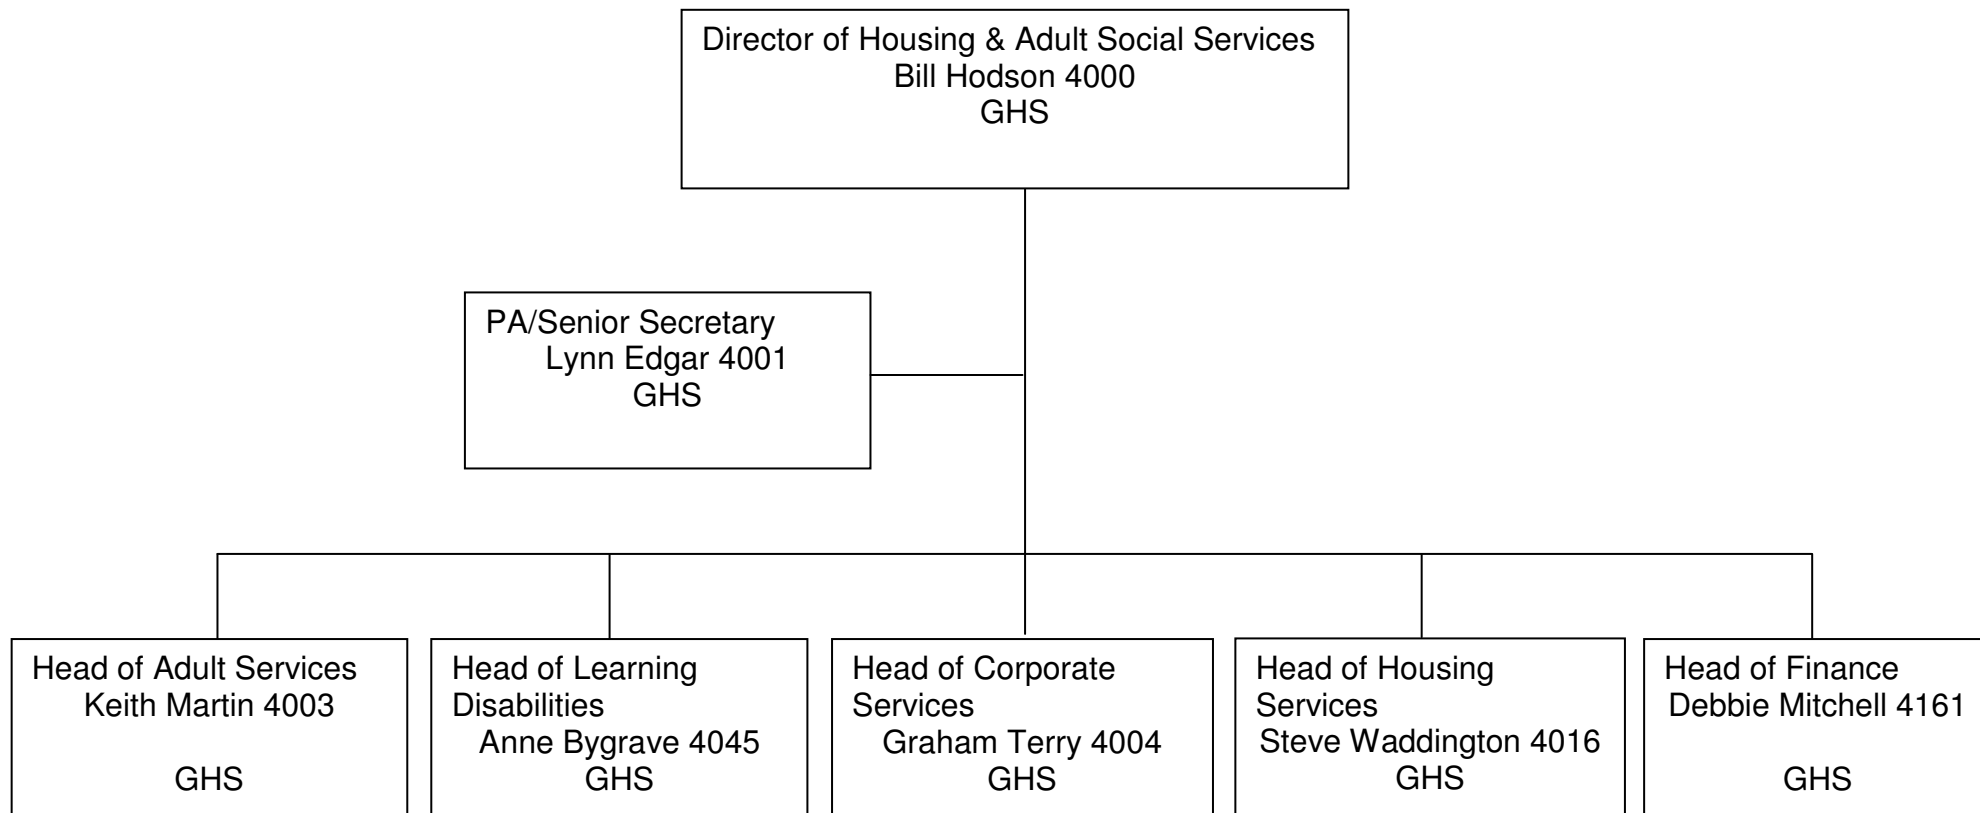 Director of Housing & Adult Social Services
Bill Hodson 4000
GHS
PA/Senior Secretary
Lynn Edgar 4001
GHS
Head of Adult Services
Keith Martin 4003
GHS
Head of Learning
Disabilities
Anne Bygrave 4045
GHS
Head of Corporate
Services
Graham Terry 4004
GHS
Head of Housing
Services
Steve Waddington 4016
GHS
Head of Finance
Debbie Mitchell 4161
GHS